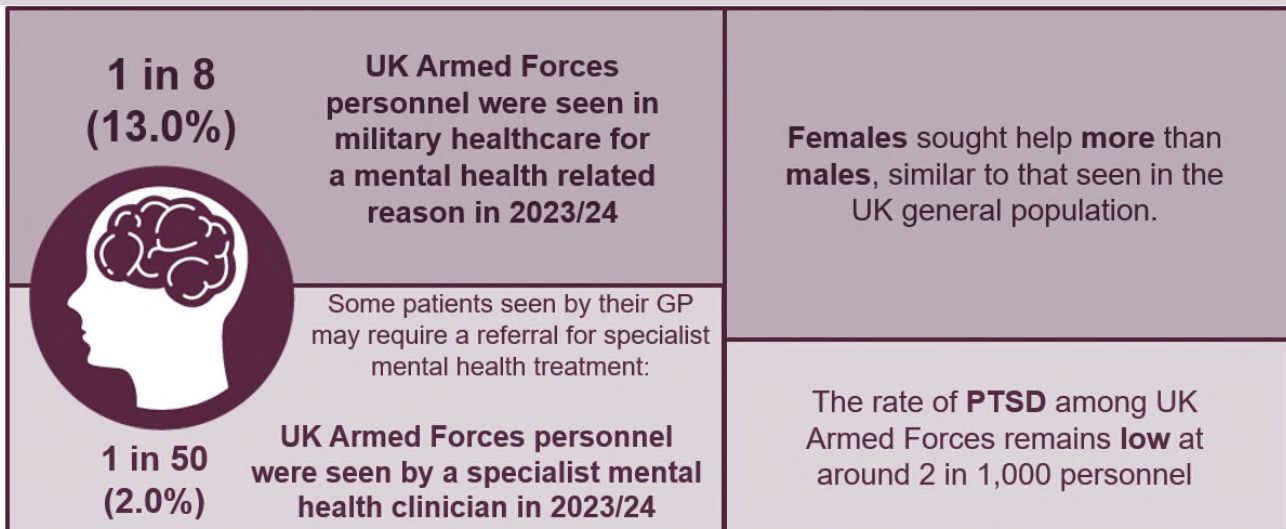 1 in 8
(13.0%)
UK Armed Forces
personnel were seen in
military healthcare for
a mental health related
reason in 2023/24
Some patients seen by their GP
may require a referral for specialist
mental health treatment:
1 in 50
(2.0%)
UK Armed Forces personnel
were seen by a specialist mental
health clinician in 2023/24
Females sought help more than
males, similar to that seen in the
UK general population.
The rate of PTSD among UK
Armed Forces remains low at
around 2 in 1,000 personnel